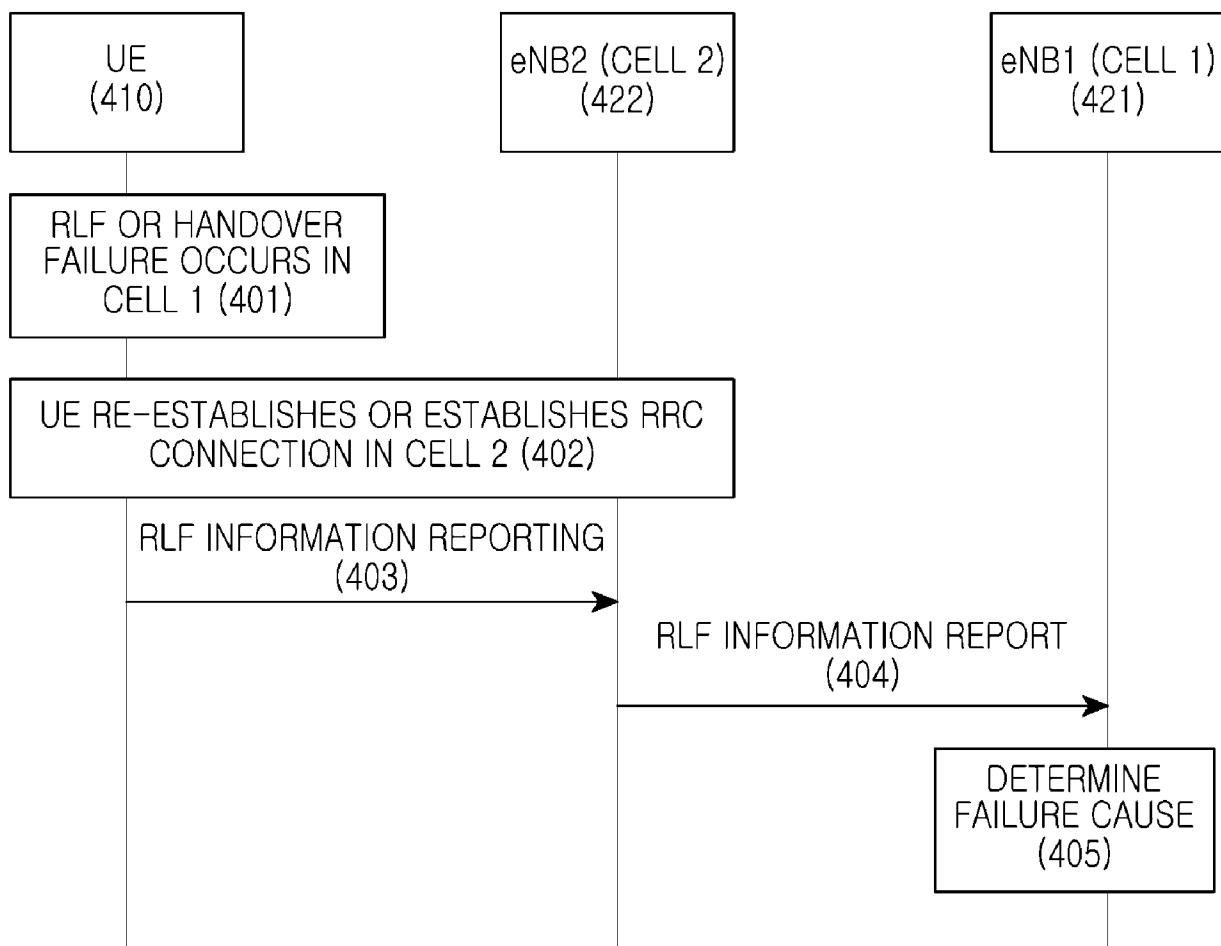 UE
(410)
eNB2 (CELL 2)
(422)
eNB1 (CELL 1)
(421)
RLF OR HANDOVER
FAILURE OCCURS IN
CELL 1 (401)
UE RE-ESTABLISHES OR ESTABLISHES RRC
CONNECTION IN CELL 2 (402)
RLF INFORMATION REPORTING
(403)
RLF INFORMATION REPORT
(404)
DETERMINE
FAILURE CAUSE
(405)